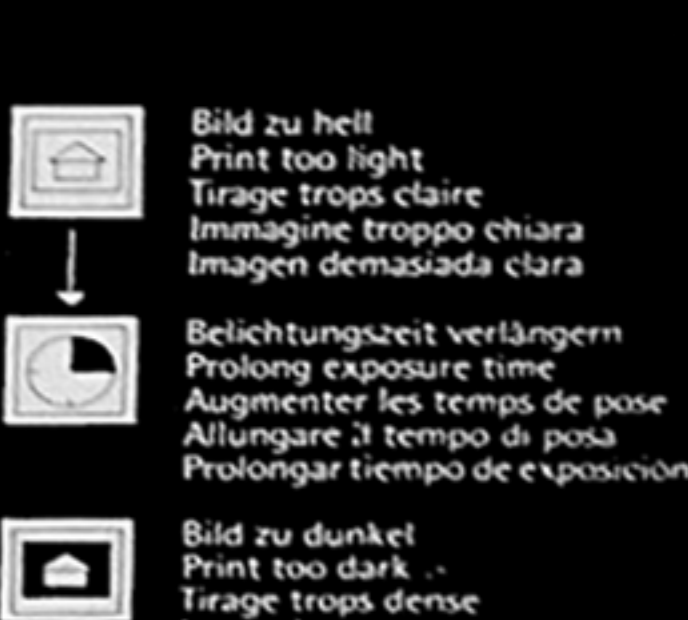 Bild zu hell
Print too light
Tirage trops claire
Immagine troppo chiara
Imagen demasiada clara
Belichtungszeit verlängern
Prolong exposure time
Augmenter les temps de pose
Allungare il tempo di posa
Prolongar tiempo de exposición
Bild zu dunkel
Print too dark
Tirage trops dense